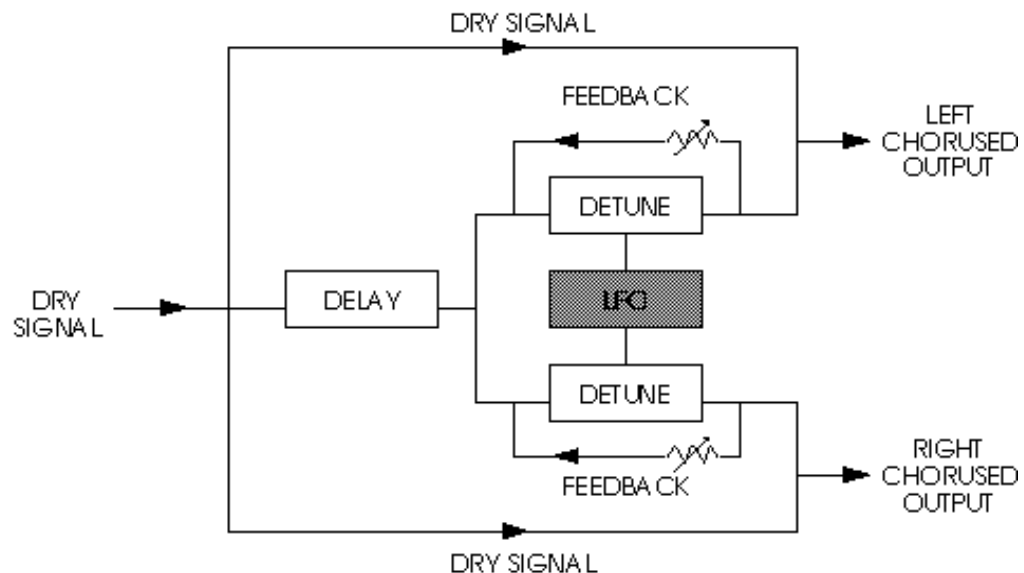 DRY SIGNAL
FEEDBACK
LEFT
CHORUSED
OUTPUT
DETUNE
DRY
SIGNAL
DELAY
LFO
DETUNE
FEEDBACK
RIGHT
CHORUSED
OUTPUT
DRY SIGNAL